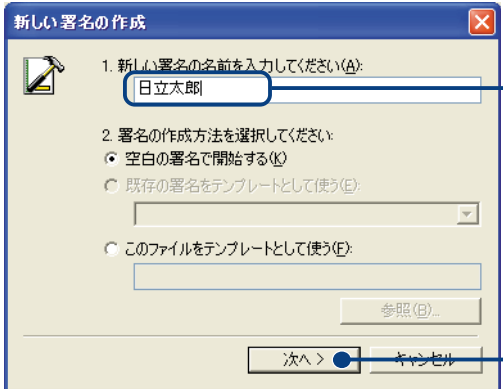 新しい署名の作成
1. 新しい署名の名前を入力してください(A):
日立太郎
2. 署名の作成方法を選択してください:
空白の署名で開始する(K)
既存の署名をテンプレートとして使う(E):
このファイルをテンプレートとして使う(F):
参照(B)...
次へ > キャンセル